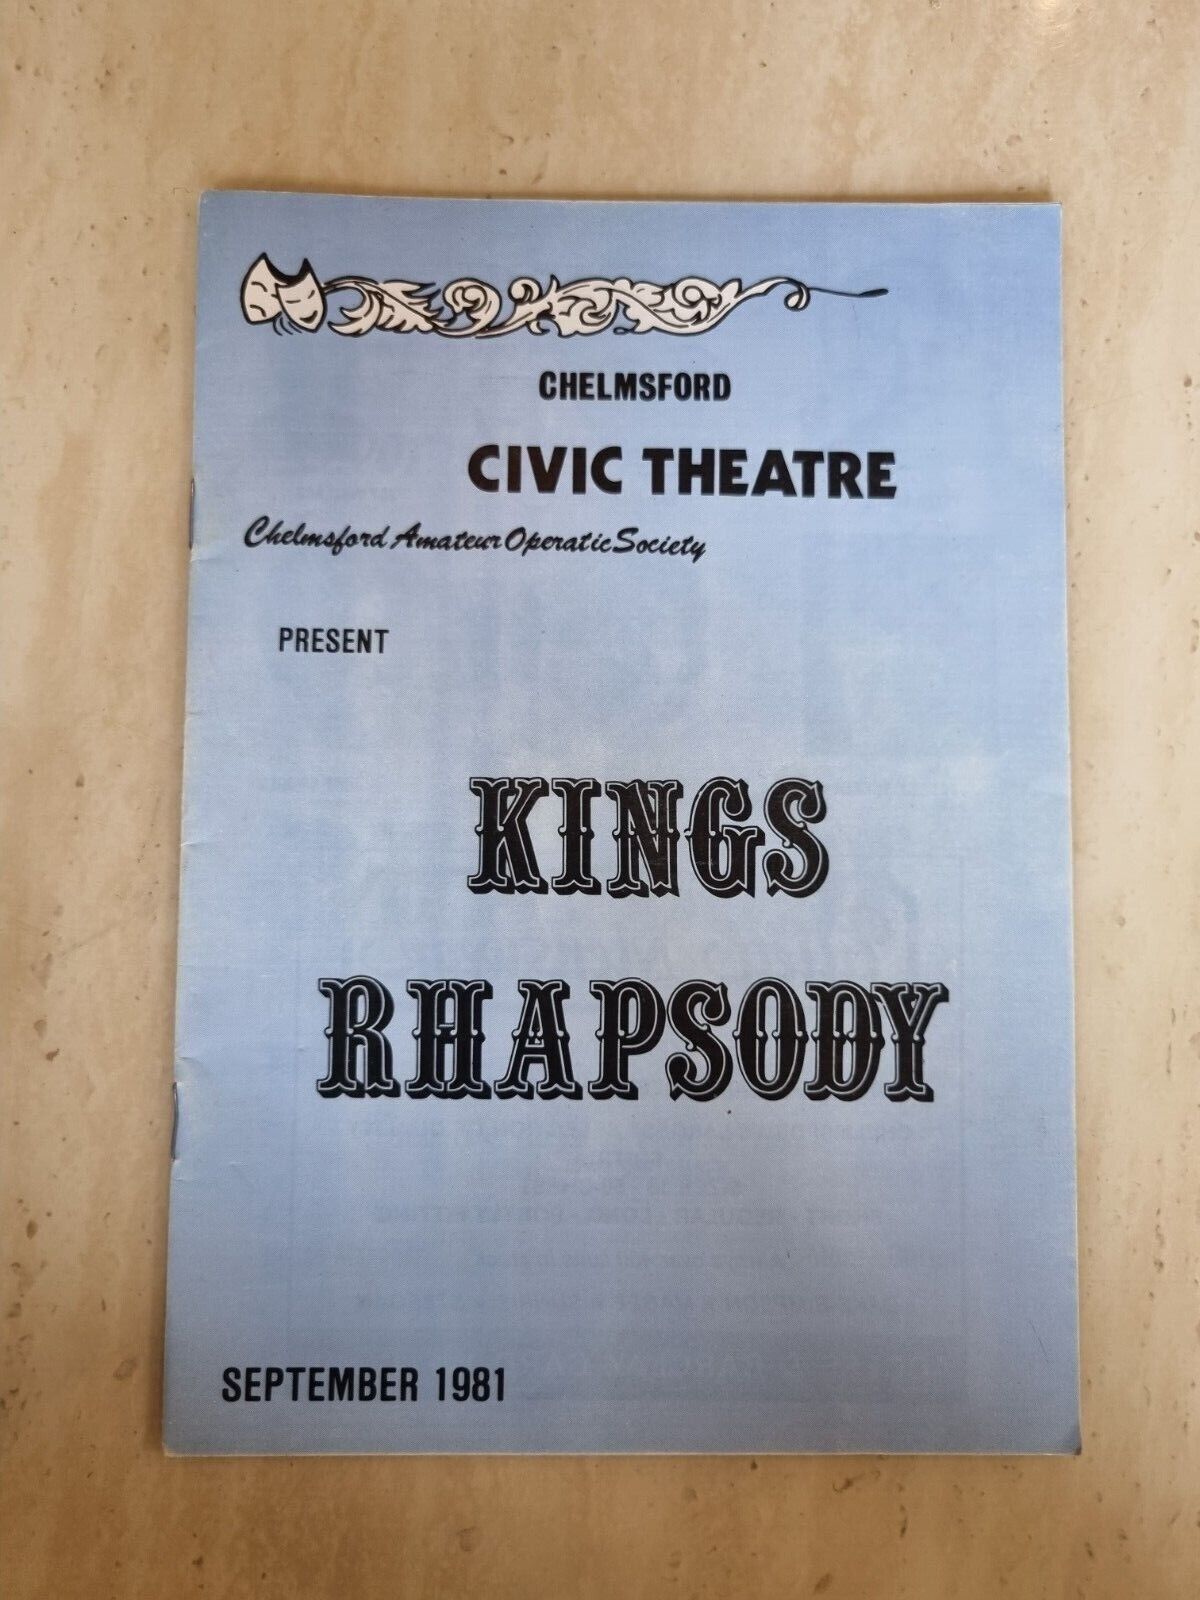 CHELMSFORD
CIVIC THEATRE
Chelmsford Amateur Operatic Society
PRESENT
KINGS
RHAPSODY
SEPTEMBER 1981